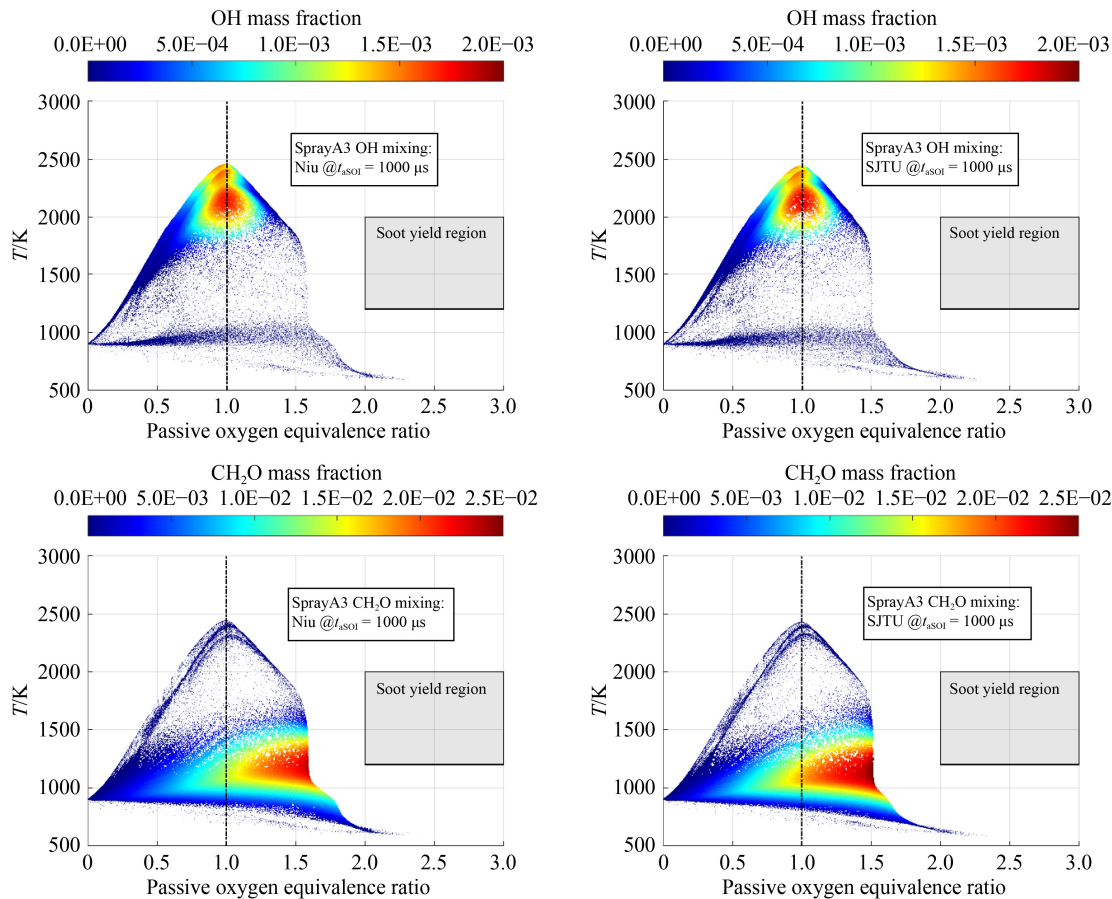 OH mass fraction
0.0E+00 5.0E−04 1.0E−03 1.5E−03 2.0E−03
3000
2500
2000
1500
1000
500
T/K
SprayA3 OH mixing:
Niu @taSOI = 1000 μs
Soot yield region
0 0.5 1.0 1.5 2.0 2.5 3.0
Passive oxygen equivalence ratio
OH mass fraction
0.0E+00 5.0E−04 1.0E−03 1.5E−03 2.0E−03
3000
2500
2000
1500
1000
500
T/K
SprayA3 OH mixing:
SJTU @taSOI = 1000 μs
Soot yield region
0 0.5 1.0 1.5 2.0 2.5 3.0
Passive oxygen equivalence ratio
CH₂O mass fraction
0.0E+00 5.0E−03 1.0E−02 1.5E−02 2.0E−02 2.5E−02
3000
2500
2000
1500
1000
500
T/K
SprayA3 CH₂O mixing:
Niu @taSOI = 1000 μs
Soot yield region
0 0.5 1.0 1.5 2.0 2.5 3.0
Passive oxygen equivalence ratio
CH₂O mass fraction
0.0E+00 5.0E−03 1.0E−02 1.5E−02 2.0E−02 2.5E−02
3000
2500
2000
1500
1000
500
T/K
SprayA3 CH₂O mixing:
SJTU @taSOI = 1000 μs
Soot yield region
0 0.5 1.0 1.5 2.0 2.5 3.0
Passive oxygen equivalence ratio